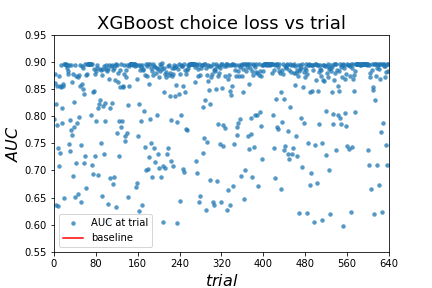 XGBoost choice loss vs trial
AUC
0.95
0.90
0.85
0.80
0.75
0.70
0.65
0.60
0.55
AUC at trial
baseline
0 80 160 240 320 400 480 560 640
trial